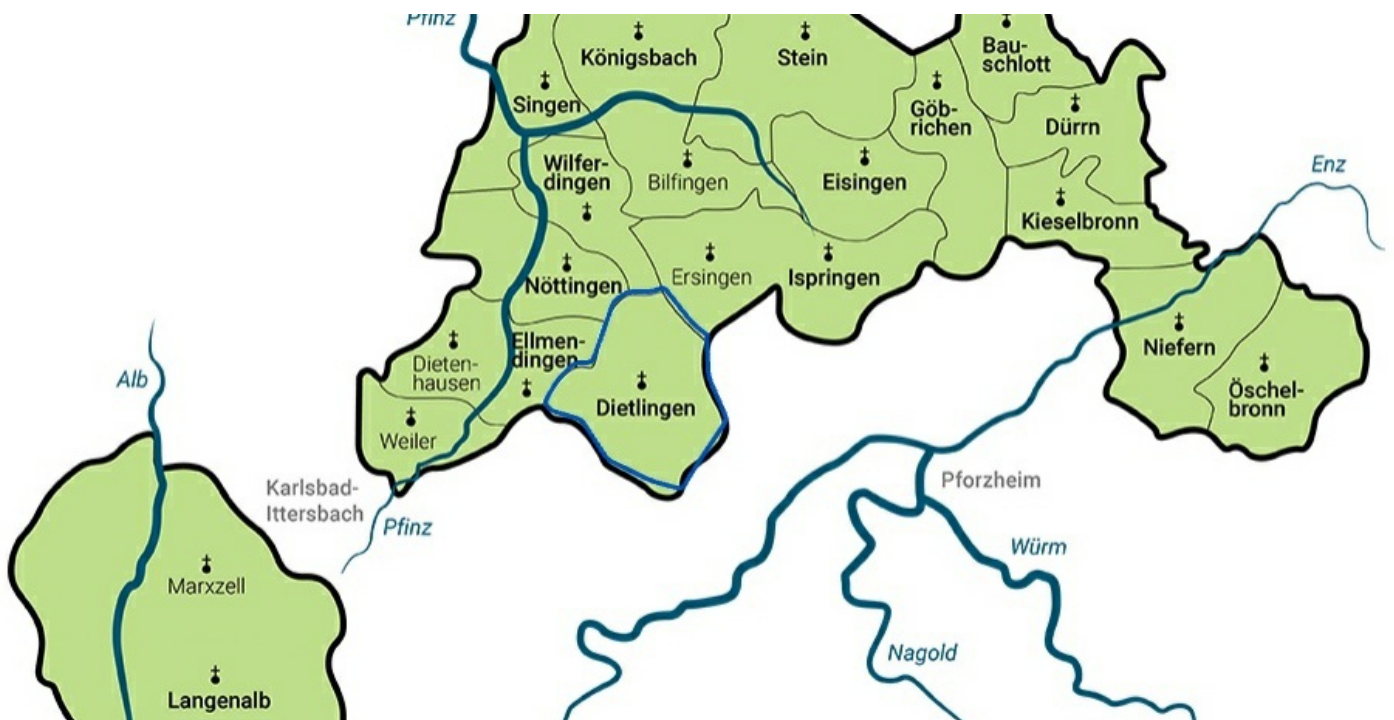 Pfinz
Königsbach
Stein
Bau-
schlott
Singen
Göb-
richen
Dürrn
Wilfer-
dingen
Bilfingen
Eisingen
Enz
Kieselbronn
Nöttingen
Ersingen
Ispringen
Ellmen-
dingen
Niefern
Dieten-
hausen
Alb
Öschel-
bronn
Dietlingen
Weiler
Karlsbad-
Ittersbach
Pforzheim
Pfinz
Würm
Marxzell
Nagold
Langenalb